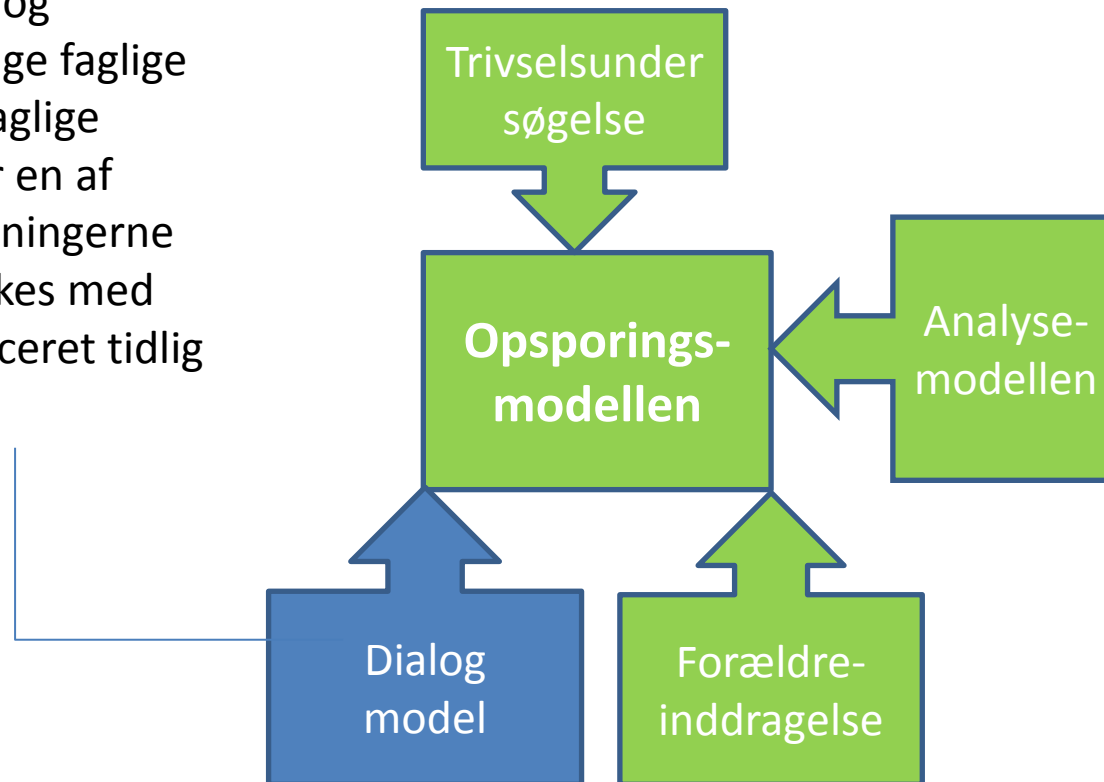 og
ge faglige
aglige
r en af
ningerne
kes med
ceret tidlig
Trivselsunder
søgelse
Opsporings-
modellen
Analyse-
modellen
Dialog
model
Forældre-
inddragelse